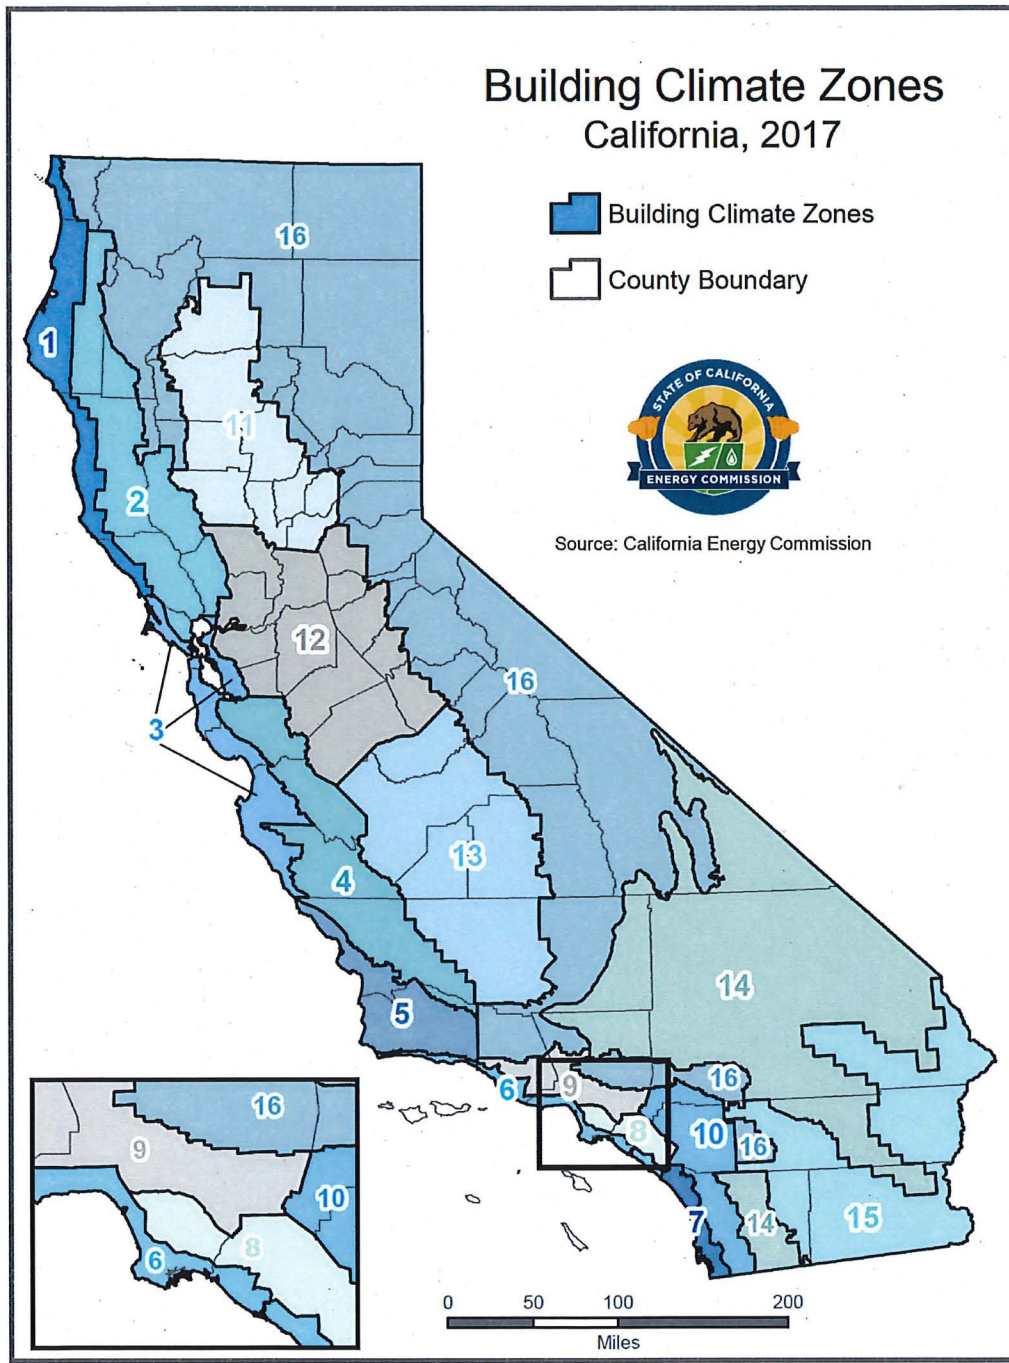 Building Climate Zones
California, 2017
Building Climate Zones
County Boundary
STATE OF CALIFORNIA
ENERGY COMMISSION
Source: California Energy Commission
16
1
11
2
12
16
3
13
4
14
5
16
6
9
8
10
16
7
14
15
16
9
10
8
6
0 50 100 200
Miles